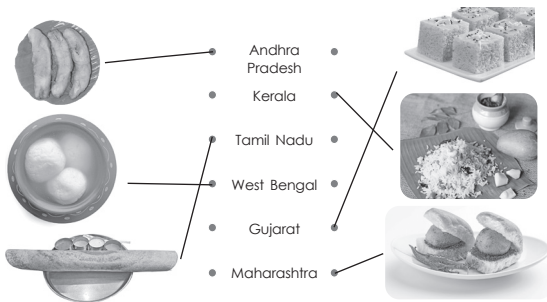 Andhra
Pradesh
Kerala
Tamil Nadu
West Bengal
Gujarat
Maharashtra